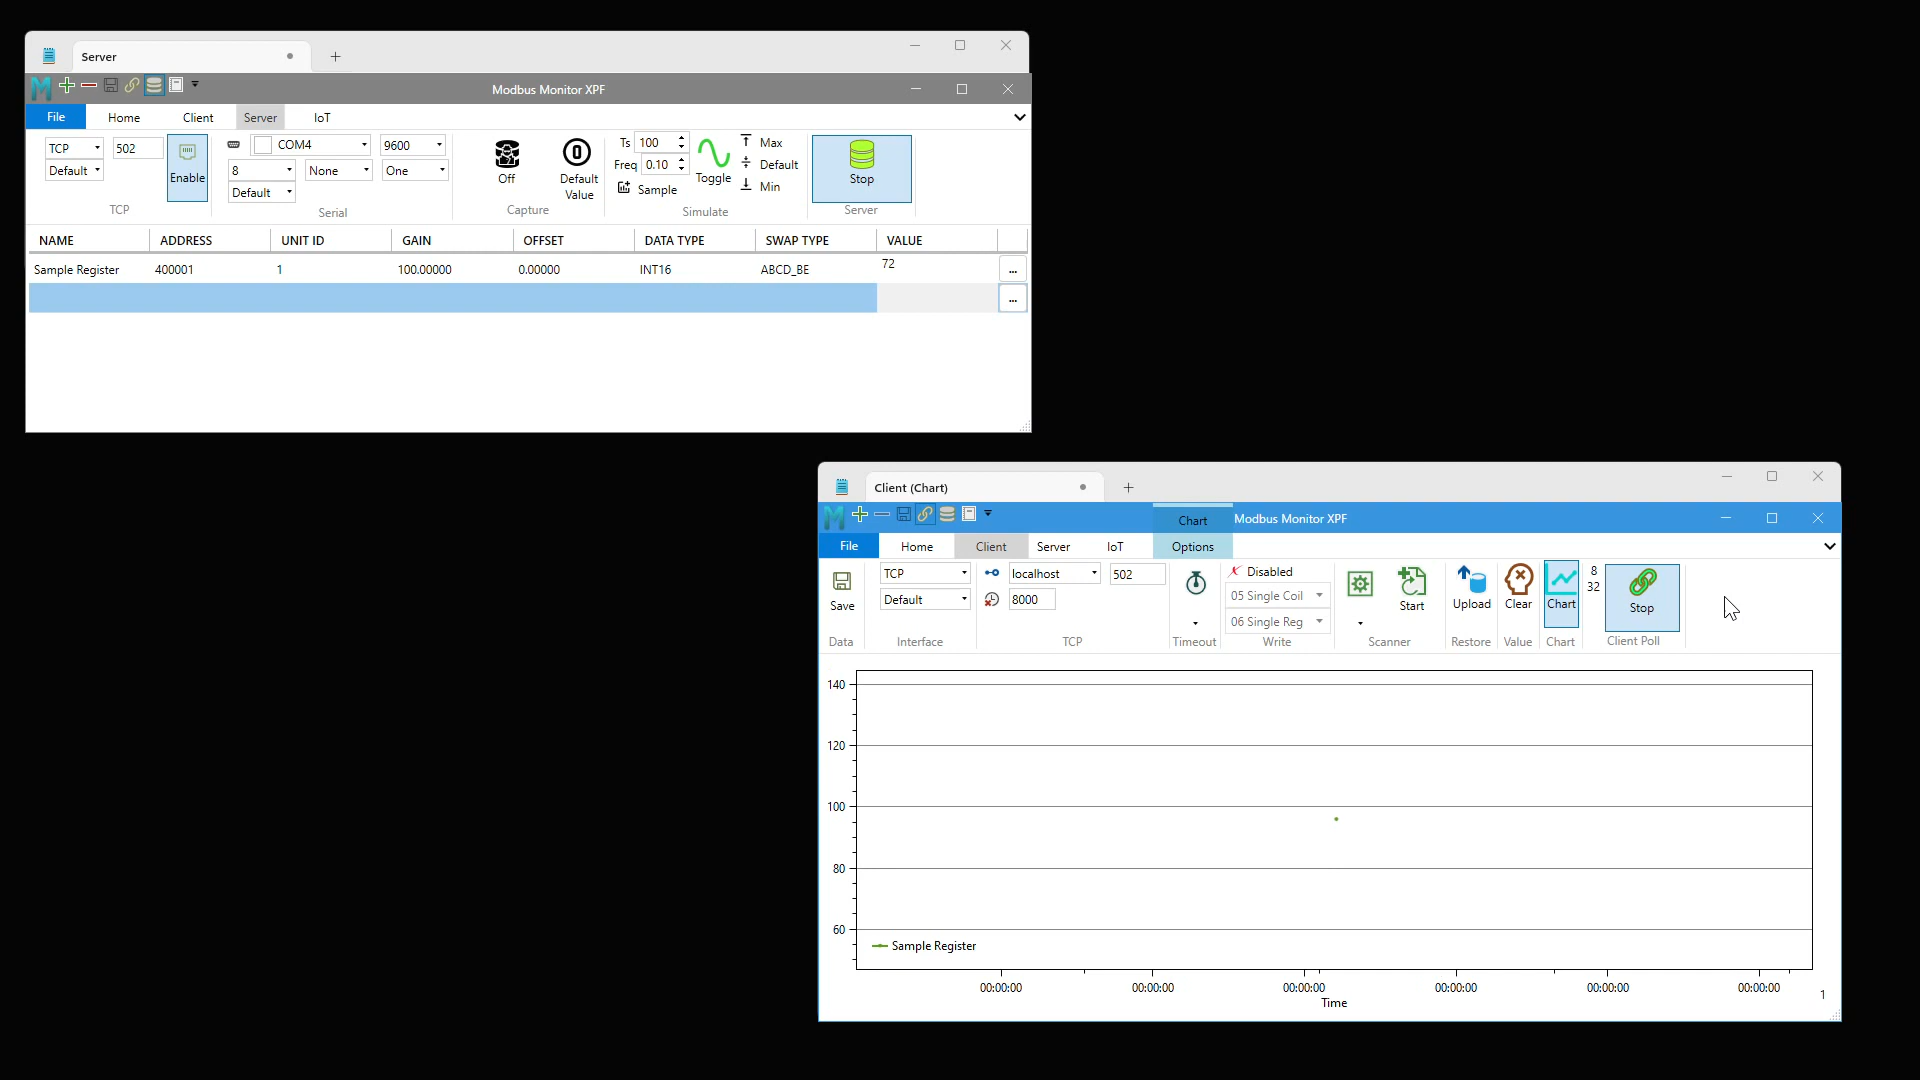 Server
Modbus Monitor XPF
File Home Client Server IoT
TCP 502 COM4 9600 Ts 100 Max
Default Enable 8 None One Off Default Value Freq 0.10 Toggle Default Stop
Default Sample Min
TCP Serial Capture Simulate Server
NAME ADDRESS UNIT ID GAIN OFFSET DATA TYPE SWAP TYPE VALUE
Sample Register 400001 1 100.00000 0.00000 INT16 ABCD_BE 72 ...
...
Client (Chart)
Chart Modbus Monitor XPF
File Home Client Server IoT Options
TCP localhost 502 Disabled 8
Save Default 8000 05 Single Coil Start Upload Clear Chart 32 Stop
06 Single Reg
Data Interface TCP Timeout Write Scanner Restore Value Chart Client Poll
140
120
100
80
60
Sample Register
00:00:00 00:00:00 00:00:00 00:00:00 00:00:00 00:00:00
1
Time